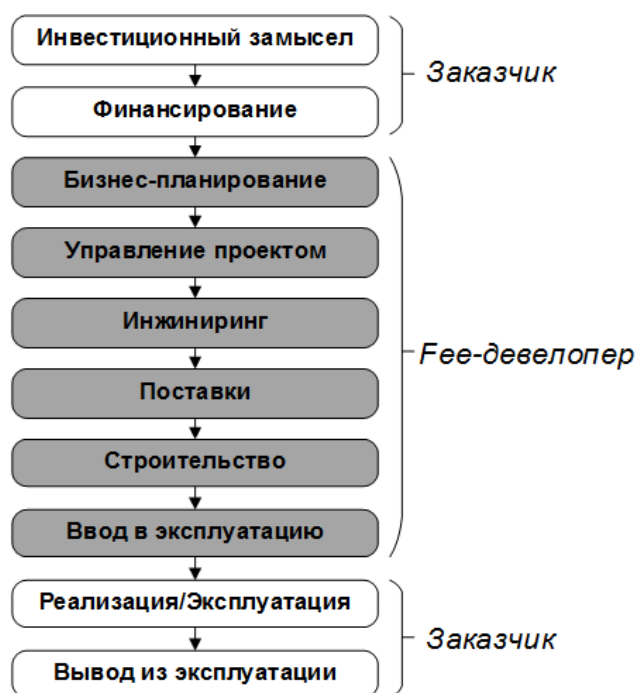 Инвестиционный замысел
Финансирование
Заказчик
Бизнес-планирование
Управление проектом
Инжиниринг
Поставки
Строительство
Ввод в эксплуатацию
Fee-девелопер
Реализация/Эксплуатация
Вывод из эксплуатации
Заказчик